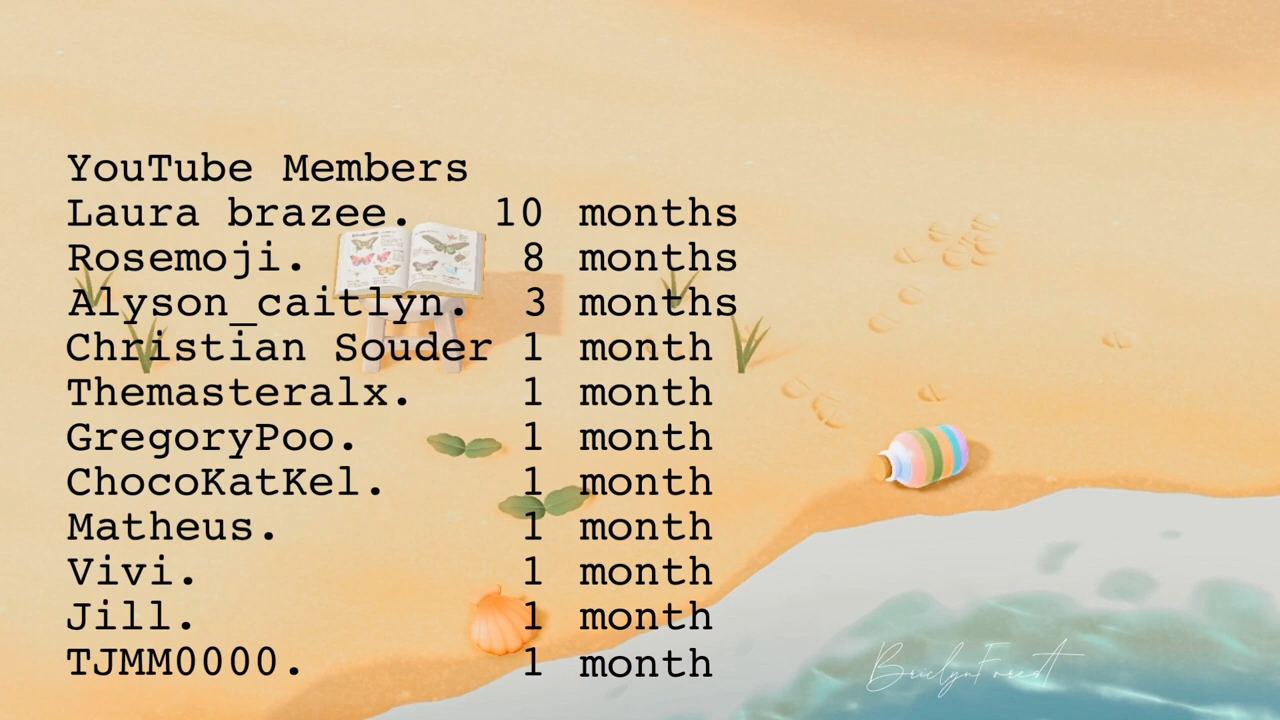 YouTube Members
Laura brazee. 10 months
Rosemoji. 8 months
Alyson_caitlyn. 3 months
Christian Souder 1 month
Themasteralx. 1 month
GregoryPoo. 1 month
ChocoKatKel. 1 month
Matheus. 1 month
Vivi. 1 month
Jill. 1 month
TJMM0000. 1 month
BriclynForest